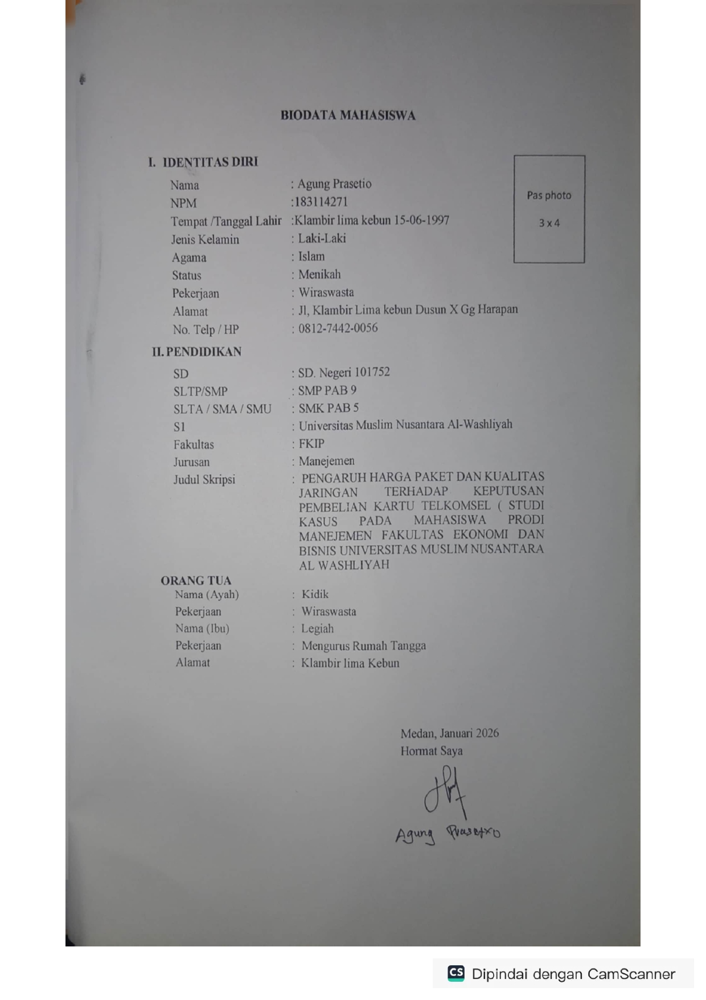 BIODATA MAHASISWA
I. IDENTITAS DIRI
Nama : Agung Prasetio
NPM :183114271
Tempat /Tanggal Lahir :Klambir lima kebun 15-06-1997
Jenis Kelamin : Laki-Laki
Agama : Islam
Status : Menikah
Pekerjaan : Wiraswasta
Alamat : Jl, Klambir Lima kebun Dusun X Gg Harapan
No. Telp / HP : 0812-7442-0056
Pas photo
3 x 4
II. PENDIDIKAN
SD : SD. Negeri 101752
SLTP/SMP : SMP PAB 9
SLTA / SMA / SMU : SMK PAB 5
S1 : Universitas Muslim Nusantara Al-Washliyah
Fakultas : FKIP
Jurusan : Manejemen
Judul Skripsi : PENGARUH HARGA PAKET DAN KUALITAS
JARINGAN TERHADAP KEPUTUSAN
PEMBELIAN KARTU TELKOMSEL ( STUDI
KASUS PADA MAHASISWA PRODI
MANEJEMEN FAKULTAS EKONOMI DAN
BISNIS UNIVERSITAS MUSLIM NUSANTARA
AL WASHLIYAH
ORANG TUA
Nama (Ayah) : Kidik
Pekerjaan : Wiraswasta
Nama (Ibu) : Legiah
Pekerjaan : Mengurus Rumah Tangga
Alamat : Klambir lima Kebun
Medan, Januari 2026
Hormat Saya
Agung Prasetxo
CS Dipindai dengan CamScanner